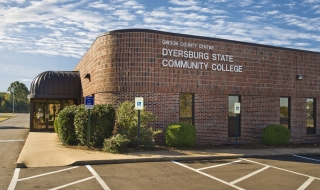 GIBSON COUNTY CENTER
DYERSBURG STATE
COMMUNITY COLLEGE